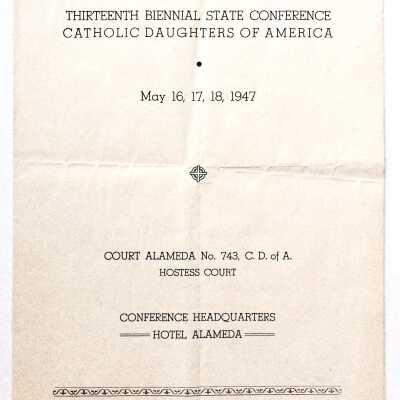 THIRTEENTH BIENNIAL STATE CONFERENCE
CATHOLIC DAUGHTERS OF AMERICA
•
May 16, 17, 18, 1947
COURT ALAMEDA No. 743, C. D. of A.
HOSTESS COURT
CONFERENCE HEADQUARTERS
HOTEL ALAMEDA